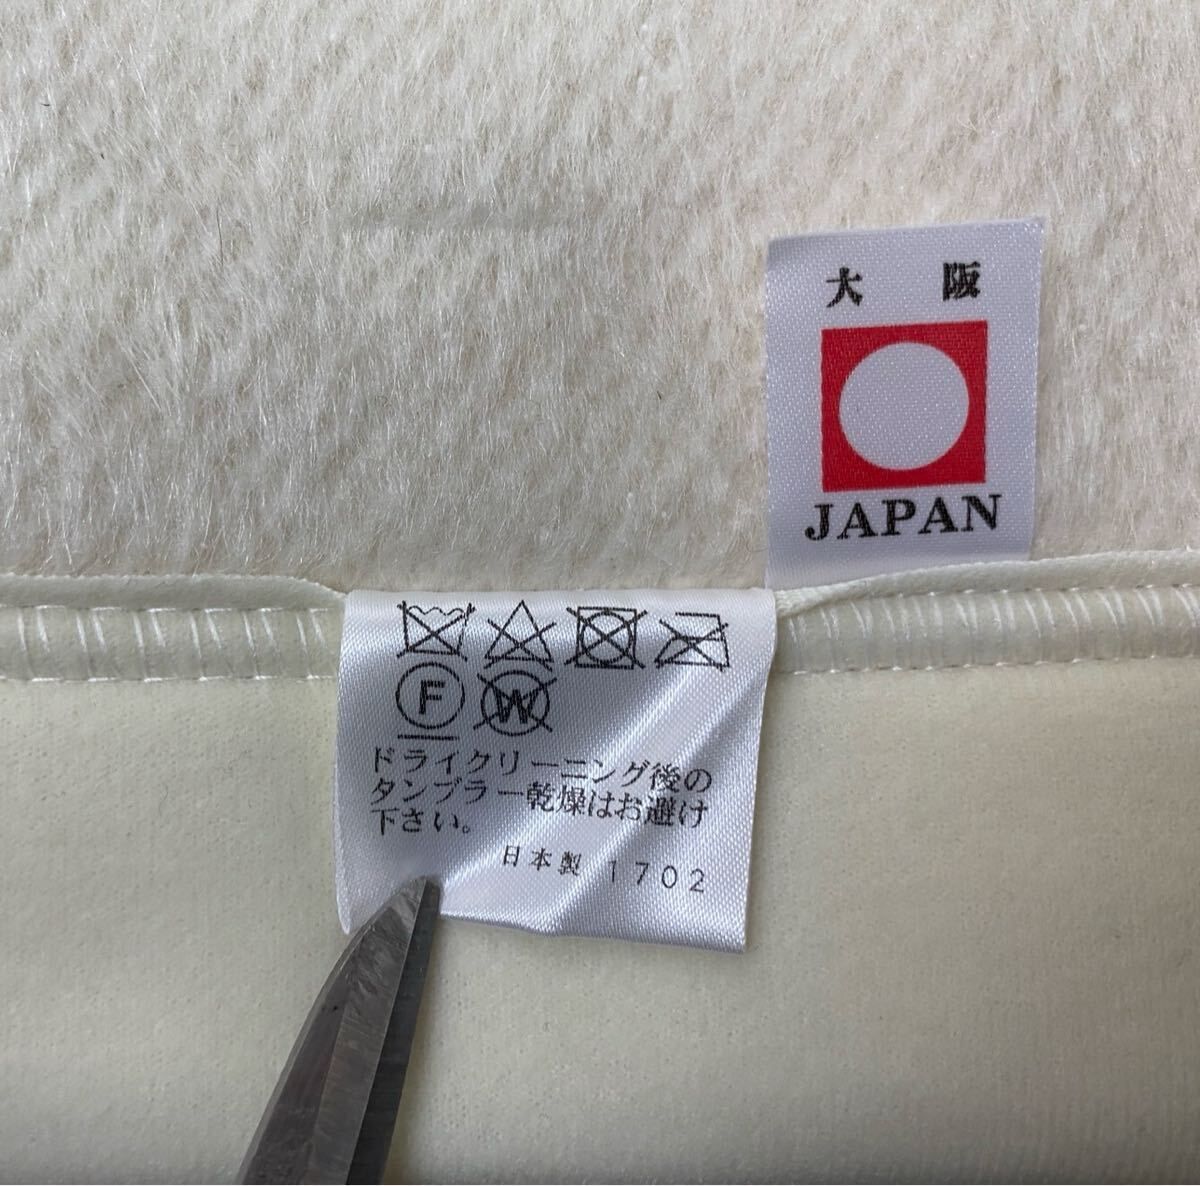 大 阪
JAPAN
F W
ドライクリーニング後の
タンブラー乾燥はお避け
下さい。
日本製 1702